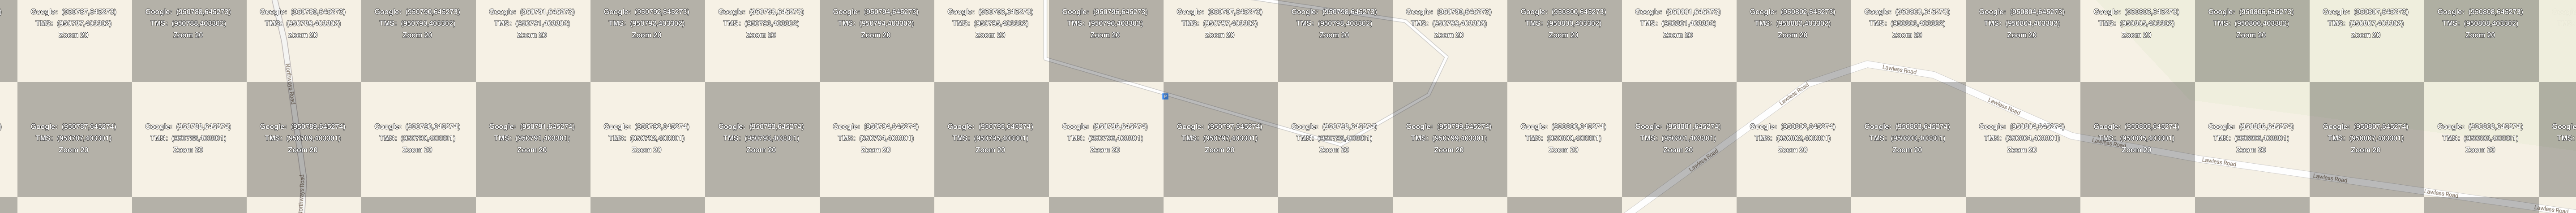 Google: (950787,645273) Google: (950788,645273) Google: (950789,645273) Google: (950790,645273) Google: (950791,645273) Google: (950792,645273) Google: (950793,645273) Google: (950794,645273) Google: (950795,645273) Google: (950796,645273) Google: (950797,645273) Google: (950798,645273) Google: (950799,645273) Google: (950800,645273) Google: (950801,645273) Google: (950802,645273) Google: (950803,645273) Google: (950804,645273) Google: (950805,645273) Google: (950806,645273) Google: (950807,645273) Google: (950808,645273)
TMS: (950787,403302) TMS: (950788,403302) TMS: (950789,403302) TMS: (950790,403302) TMS: (950791,403302) TMS: (950792,403302) TMS: (950793,403302) TMS: (950794,403302) TMS: (950795,403302) TMS: (950796,403302) TMS: (950797,403302) TMS: (950798,403302) TMS: (950799,403302) TMS: (950800,403302) TMS: (950801,403302) TMS: (950802,403302) TMS: (950803,403302) TMS: (950804,403302) TMS: (950805,403302) TMS: (950806,403302) TMS: (950807,403302) TMS: (950808,403302)
Zoom 20 Zoom 20 Zoom 20 Zoom 20 Zoom 20 Zoom 20 Zoom 20 Zoom 20 Zoom 20 Zoom 20 Zoom 20 Zoom 20 Zoom 20 Zoom 20 Zoom 20 Zoom 20 Zoom 20 Zoom 20 Zoom 20 Zoom 20 Zoom 20 Zoom 20
Northways Road
Lawless Road
Lawless Road
Lawless Road
P
Google: (950787,645274) Google: (950788,645274) Google: (950789,645274) Google: (950790,645274) Google: (950791,645274) Google: (950792,645274) Google: (950793,645274) Google: (950794,645274) Google: (950795,645274) Google: (950796,645274) Google: (950797,645274) Google: (950798,645274) Google: (950799,645274) Google: (950800,645274) Google: (950801,645274) Google: (950802,645274) Google: (950803,645274) Google: (950804,645274) Google: (950805,645274) Google: (950806,645274) Google: (950807,645274) Google: (950808,645274) Google:
TMS: (950787,403301) TMS: (950788,403301) TMS: (950789,403301) TMS: (950790,403301) TMS: (950791,403301) TMS: (950792,403301) TMS: (950793,403301) TMS: (950794,403301) TMS: (950795,403301) TMS: (950796,403301) TMS: (950797,403301) TMS: (950798,403301) TMS: (950799,403301) TMS: (950800,403301) TMS: (950801,403301) TMS: (950802,403301) TMS: (950803,403301) TMS: (950804,403301) TMS: (950805,403301) TMS: (950806,403301) TMS: (950807,403301) TMS: (950808,403301) TMS:
Zoom 20 Zoom 20 Zoom 20 Zoom 20 Zoom 20 Zoom 20 Zoom 20 Zoom 20 Zoom 20 Zoom 20 Zoom 20 Zoom 20 Zoom 20 Zoom 20 Zoom 20 Zoom 20 Zoom 20 Zoom 20 Zoom 20 Zoom 20 Zoom 20 Zoom 20
Lawless Road
Lawless Road
Lawless Road
Lawless Road
Northways Road
Lawless Road
Lawless Road